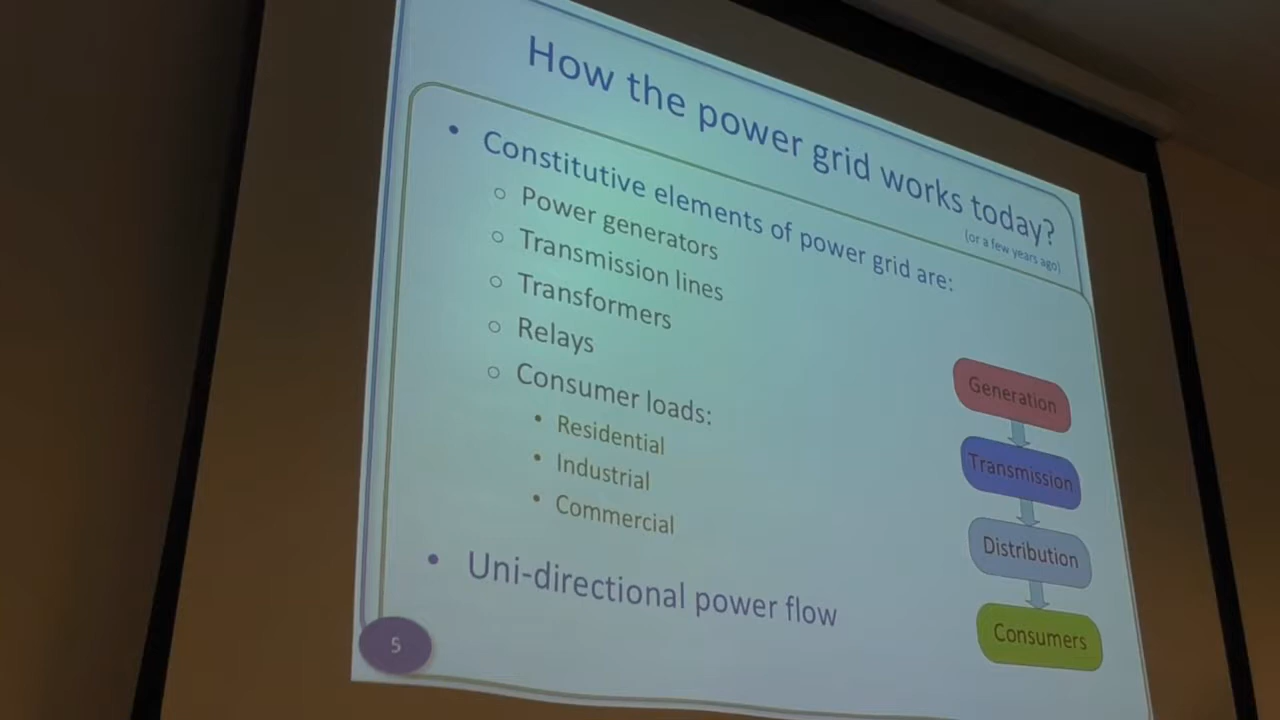 How the power grid works today?
(or a few years ago)
• Constitutive elements of power grid are:
○ Power generators
○ Transmission lines
○ Transformers
○ Relays
○ Consumer loads:
• Residential
• Industrial
• Commercial
• Uni-directional power flow
Generation
Transmission
Distribution
Consumers
5